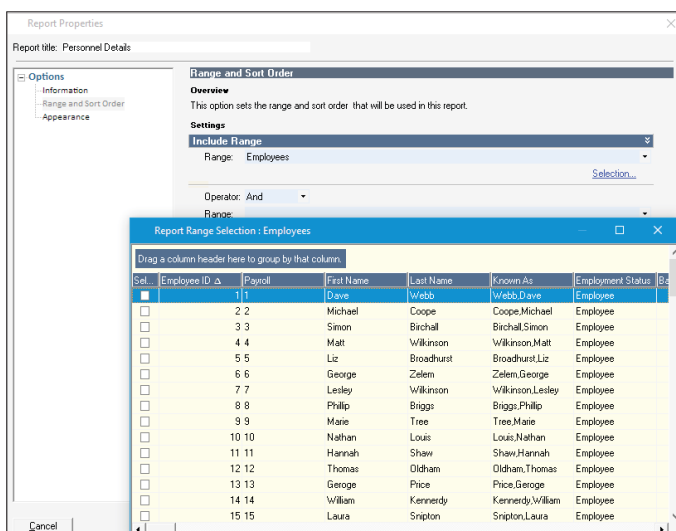 Report Properties
Report title: Personnel Details
Options
Information
Range and Sort Order
Appearance
Range and Sort Order
Overview
This option sets the range and sort order that will be used in this report.
Settings
Include Range
Range: Employees
Selection...
Operator: And
Range:
Report Range Selection : Employees
Drag a column header here to group by that column.
Sel... Employee ID Payroll First Name Last Name Known As Employment Status Ba
1 1 Dave Webb Webb,Dave Employee
2 2 Michael Coope Coope,Michael Employee
3 3 Simon Birchall Birchall,Simon Employee
4 4 Matt Wilkinson Wilkinson,Matt Employee
5 5 Liz Broadhurst Broadhurst,Liz Employee
6 6 George Zelem Zelem,George Employee
7 7 Lesley Wilkinson Wilkinson,Lesley Employee
8 8 Phillip Briggs Briggs,Phillip Employee
9 9 Marie Tree Tree,Marie Employee
10 10 Nathan Louis Louis,Nathan Employee
11 11 Hannah Shaw Shaw,Hannah Employee
12 12 Thomas Oldham Oldham,Thomas Employee
13 13 Geroge Price Price,Geroge Employee
14 14 William Kennerdy Kennerdy,William Employee
15 15 Laura Snipton Snipton,Laura Employee
Cancel